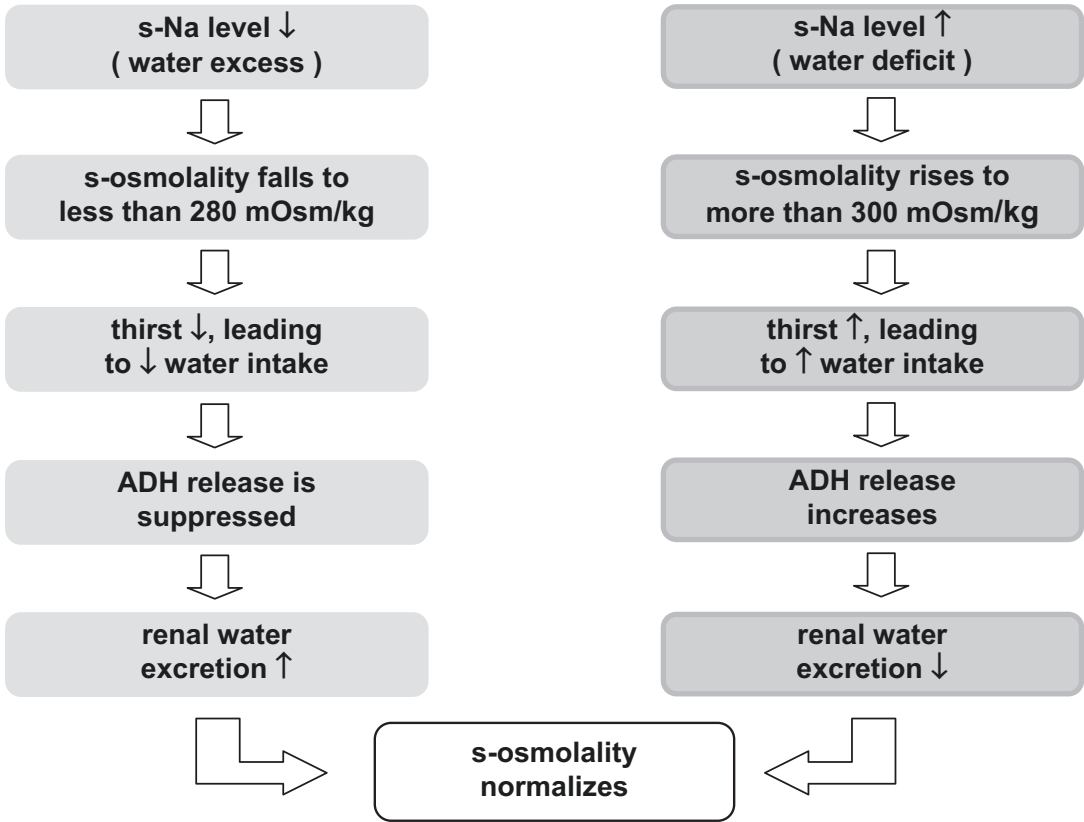 s-Na level ↓
( water excess )
s-osmolality falls to
less than 280 mOsm/kg
thirst ↓, leading
to ↓ water intake
ADH release is
suppressed
renal water
excretion ↑
s-Na level ↑
( water deficit )
s-osmolality rises to
more than 300 mOsm/kg
thirst ↑, leading
to ↑ water intake
ADH release
increases
renal water
excretion ↓
s-osmolality
normalizes